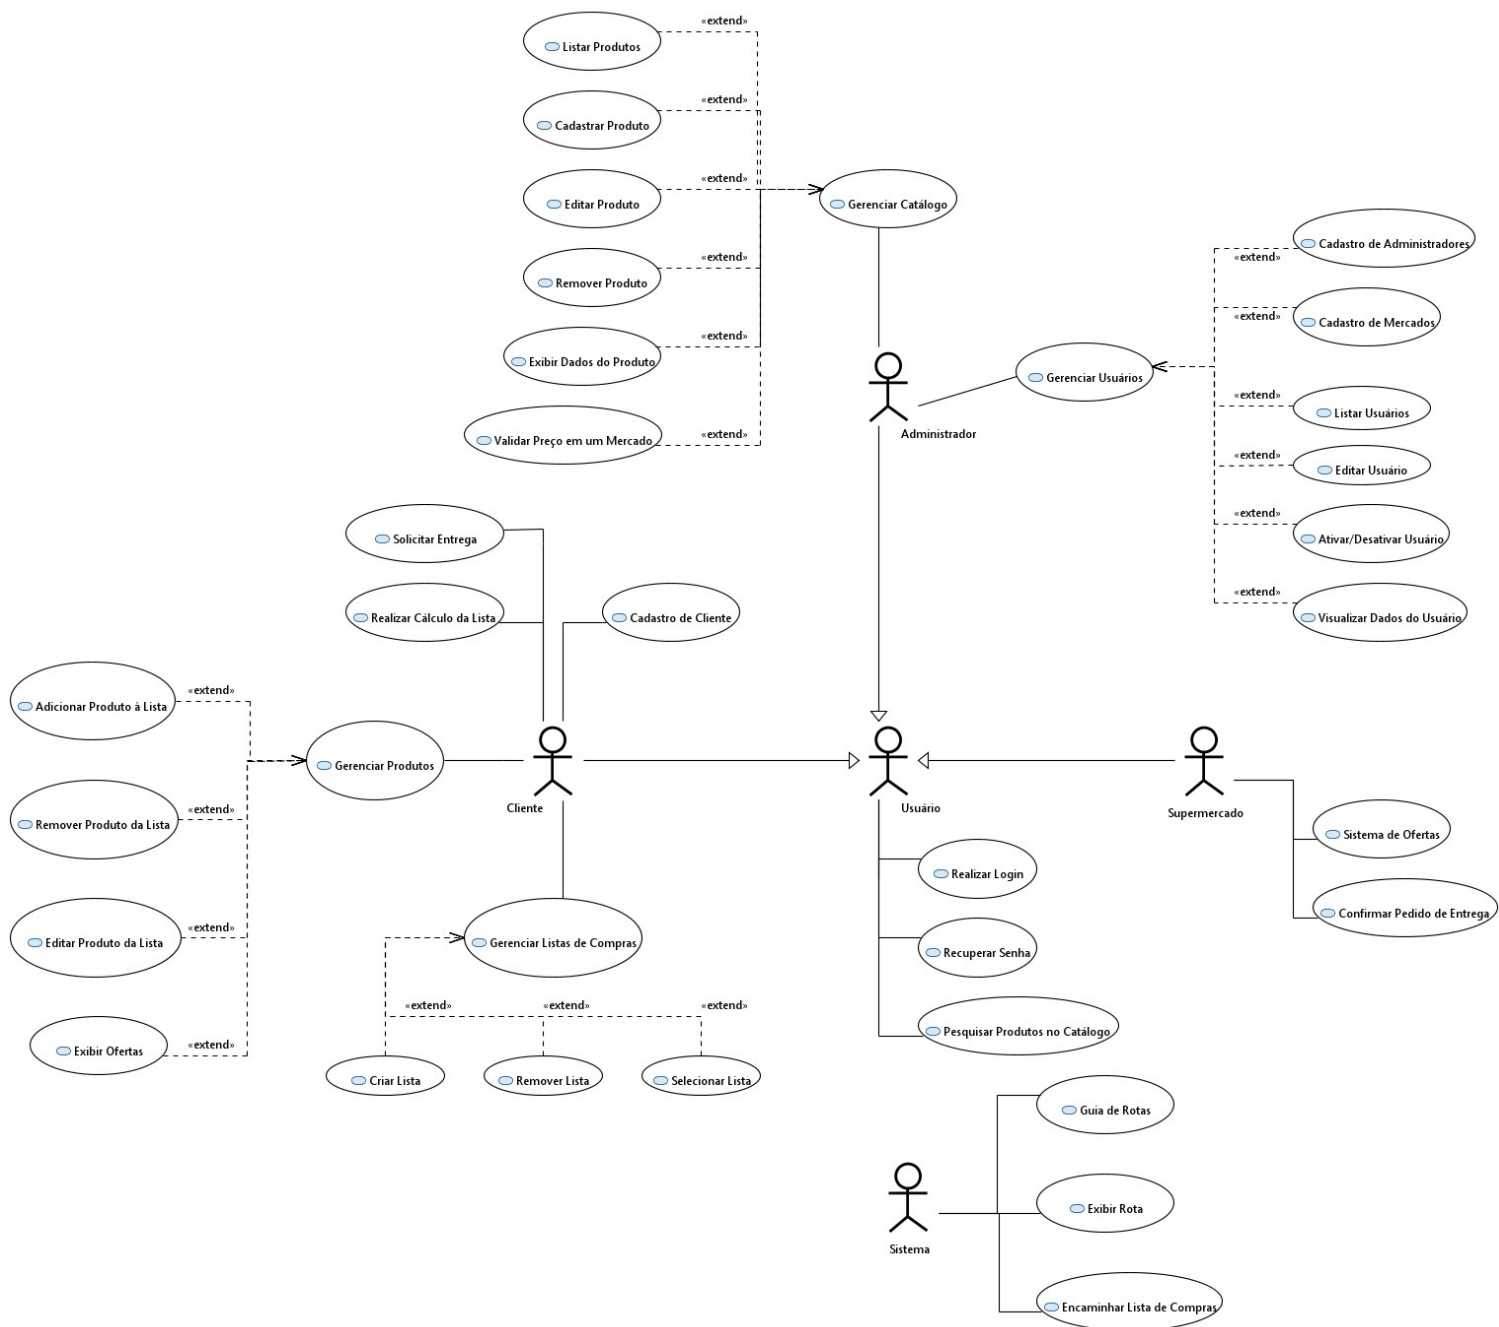 «extend»
Listar Produtos
«extend»
Cadastrar Produto
«extend»
Editar Produto
Gerenciar Catálogo
«extend»
Remover Produto
«extend»
Exibir Dados do Produto
«extend»
Validar Preço em um Mercado
Cadastro de Administradores
«extend»
«extend»
Cadastro de Mercados
Gerenciar Usuários
«extend»
Listar Usuários
Administrador
«extend»
Editar Usuário
«extend»
Ativar/Desativar Usuário
«extend»
Visualizar Dados do Usuário
Solicitar Entrega
Realizar Cálculo da Lista
Cadastro de Cliente
«extend»
Adicionar Produto à Lista
Gerenciar Produtos
«extend»
Remover Produto da Lista
«extend»
Editar Produto da Lista
«extend»
Exibir Ofertas
Cliente
Usuário
Supermercado
Sistema de Ofertas
Confirmar Pedido de Entrega
Realizar Login
Recuperar Senha
Pesquisar Produtos no Catálogo
Gerenciar Listas de Compras
«extend»
«extend»
«extend»
Criar Lista
Remover Lista
Selecionar Lista
Guia de Rotas
Exibir Rota
Sistema
Encaminhar Lista de Compras